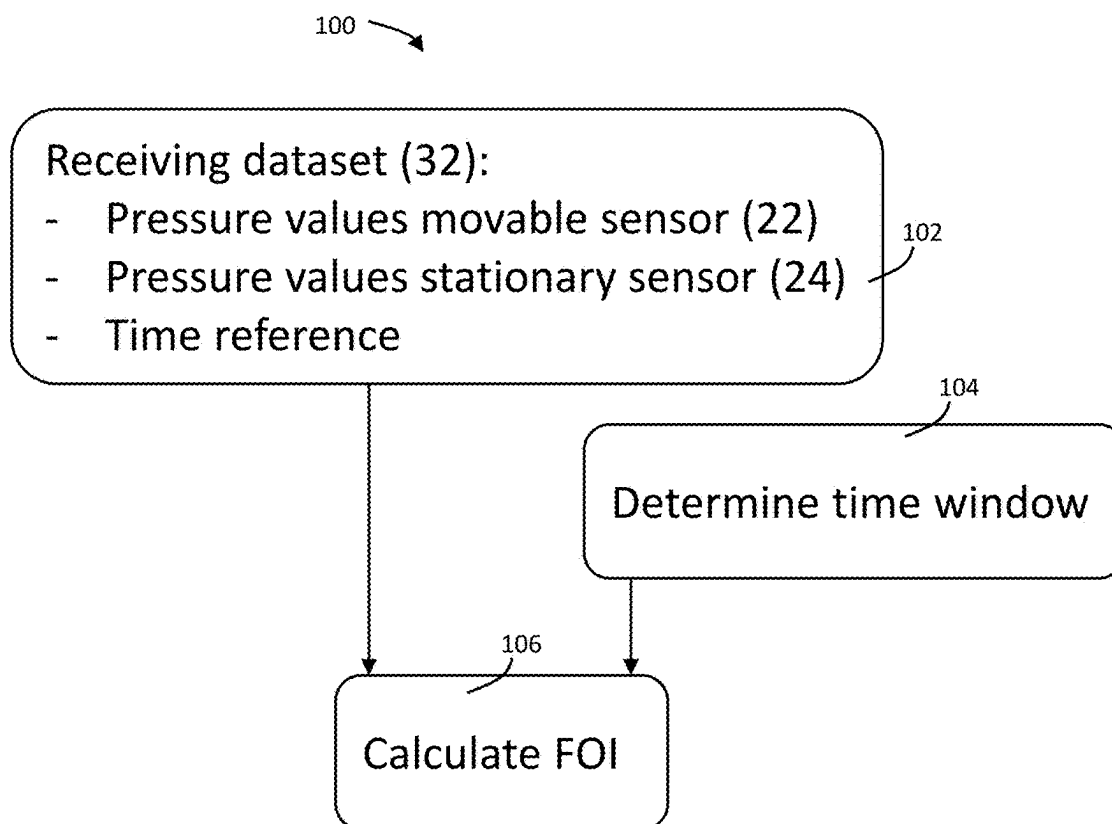 100
Receiving dataset (32):
- Pressure values movable sensor (22)
- Pressure values stationary sensor (24)
- Time reference
102
104
Determine time window
106
Calculate FOI